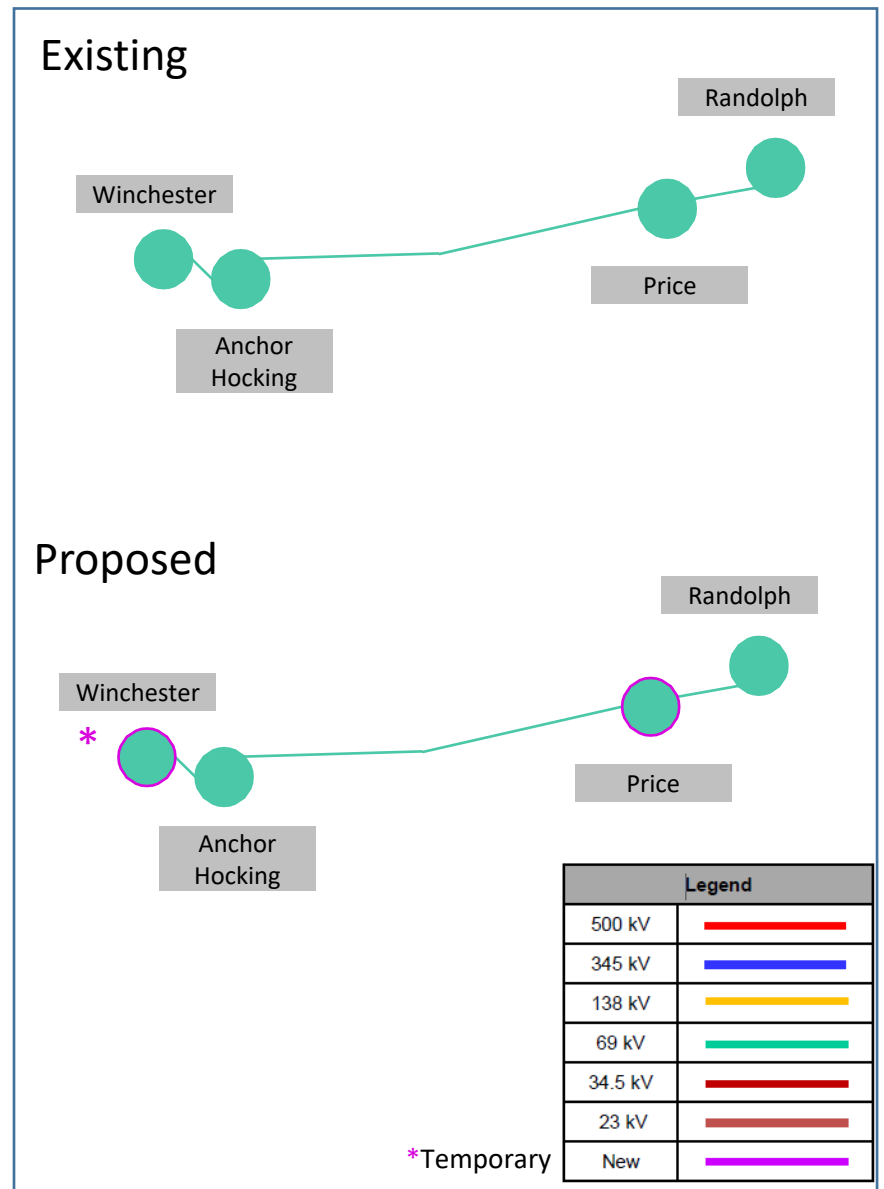 Existing
Randolph
Winchester
Price
Anchor
Hocking
Proposed
Randolph
Winchester
*
Price
Anchor
Hocking
Legend
500 kV
345 kV
138 kV
69 kV
34.5 kV
23 kV
*Temporary
New